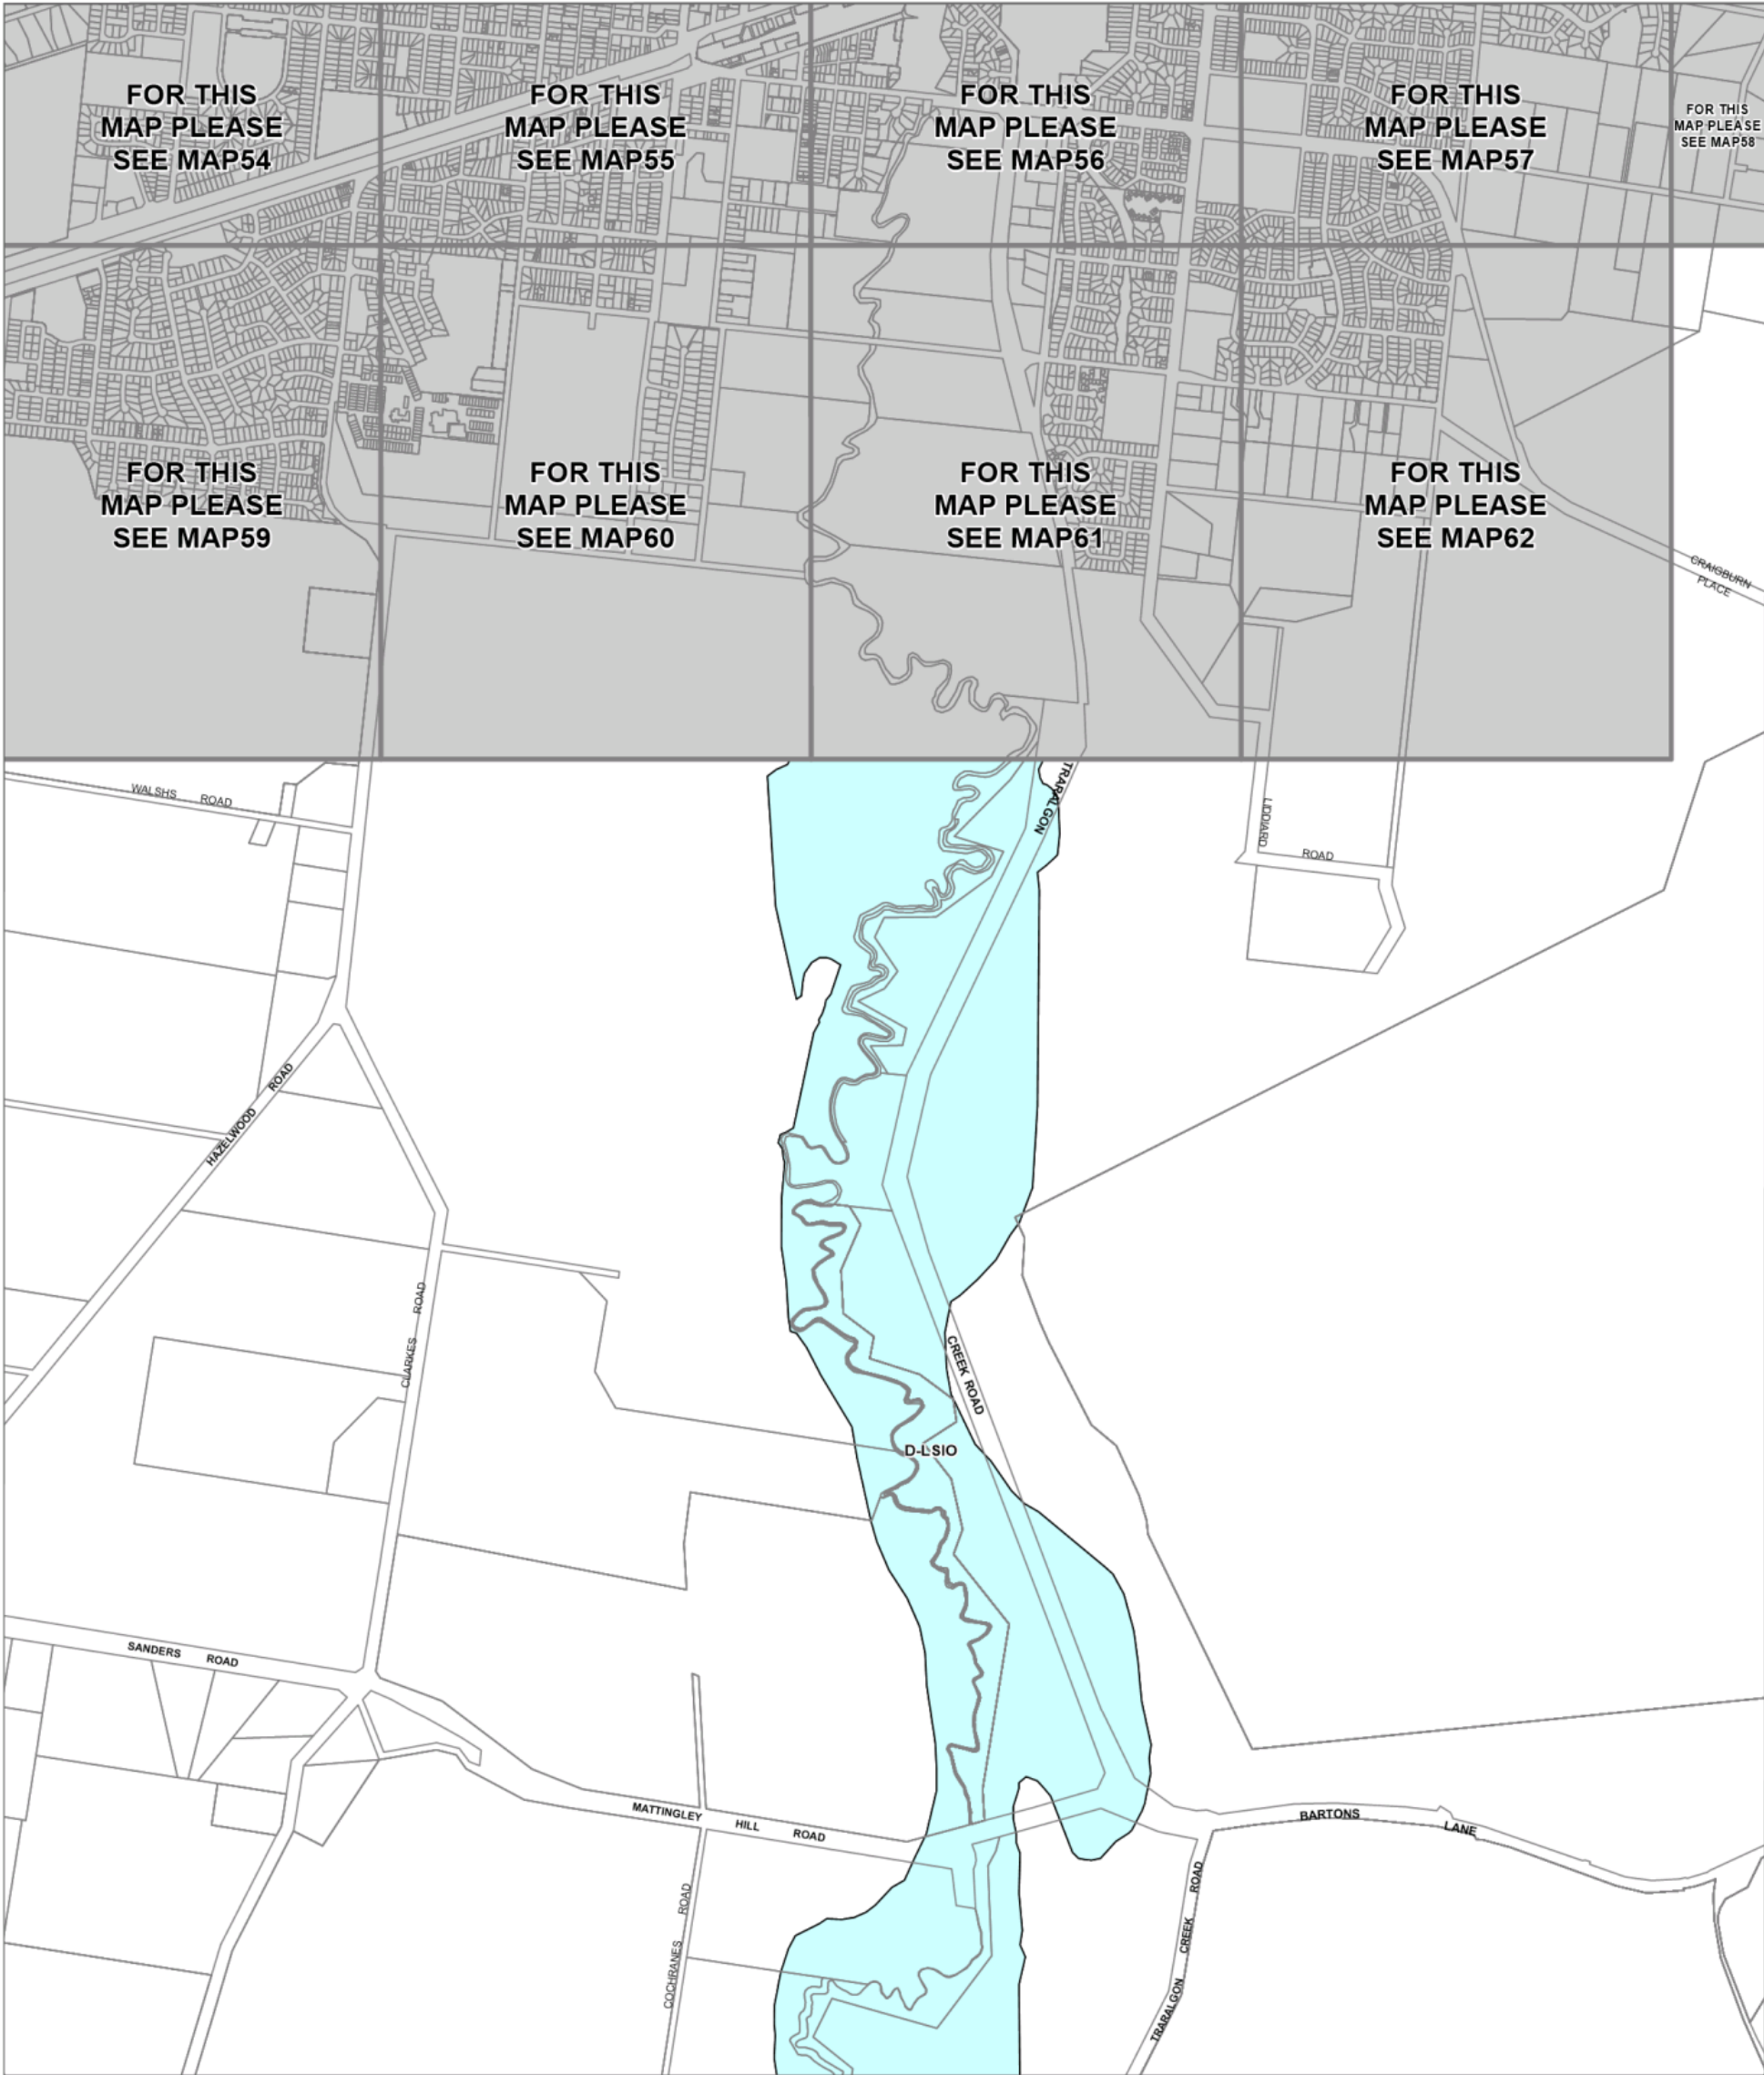 FOR THIS
MAP PLEASE
SEE MAP54
FOR THIS
MAP PLEASE
SEE MAP55
FOR THIS
MAP PLEASE
SEE MAP56
FOR THIS
MAP PLEASE
SEE MAP57
FOR THIS
MAP PLEASE
SEE MAP58
FOR THIS
MAP PLEASE
SEE MAP59
FOR THIS
MAP PLEASE
SEE MAP60
FOR THIS
MAP PLEASE
SEE MAP61
FOR THIS
MAP PLEASE
SEE MAP62
CRAIGBURN
PLACE
WALSHS ROAD
TRARALGON
LIDDIARD
ROAD
HAZELWOOD ROAD
CLARKES ROAD
CREEK ROAD
D-LSIO
SANDERS ROAD
MATTINGLEY HILL ROAD
BARTONS LANE
COCHRANES ROAD
TRARALGON CREEK ROAD